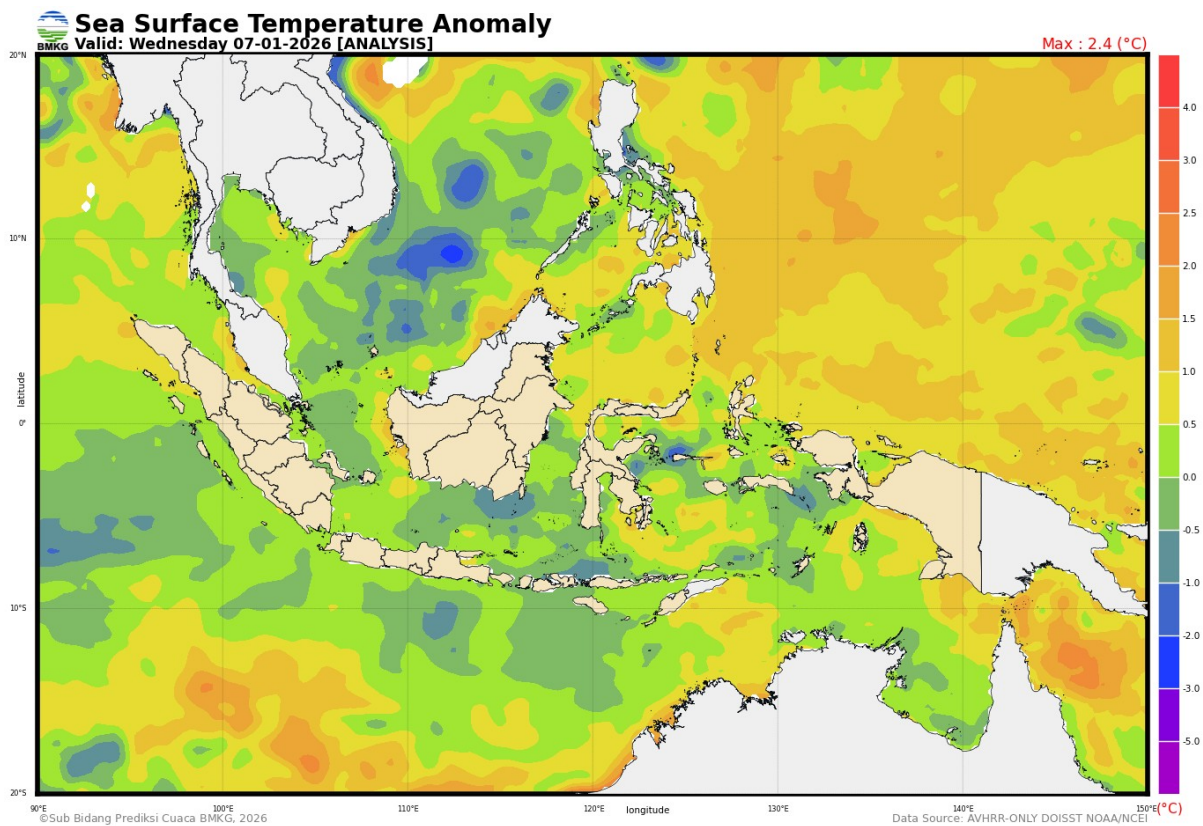 Sea Surface Temperature Anomaly
BMKG
Valid: Wednesday 07-01-2026 [ANALYSIS]
Max : 2.4 (°C)
20°N
10°N
0°
10°S
20°S
latitude
90°E
100°E
110°E
120°E
130°E
140°E
150°E
longitude
4.0
3.0
2.5
2.0
1.5
1.0
0.5
0.0
-0.5
-1.0
-2.0
-3.0
-5.0
(°C)
©Sub Bidang Prediksi Cuaca BMKG, 2026
Data Source: AVHRR-ONLY DOISST NOAA/NCEI